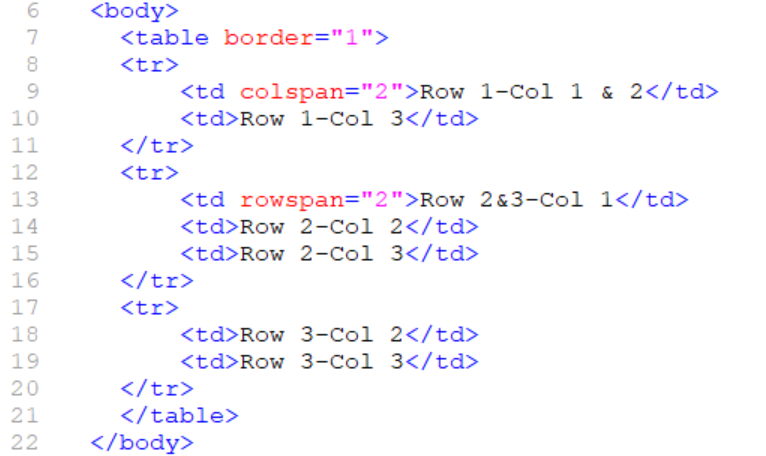 6 <body>
7 <table border="1">
8 <tr>
9 <td colspan="2">Row 1-Col 1 & 2</td>
10 <td>Row 1-Col 3</td>
11 </tr>
12 <tr>
13 <td rowspan="2">Row 2&3-Col 1</td>
14 <td>Row 2-Col 2</td>
15 <td>Row 2-Col 3</td>
16 </tr>
17 <tr>
18 <td>Row 3-Col 2</td>
19 <td>Row 3-Col 3</td>
20 </tr>
21 </table>
22 </body>